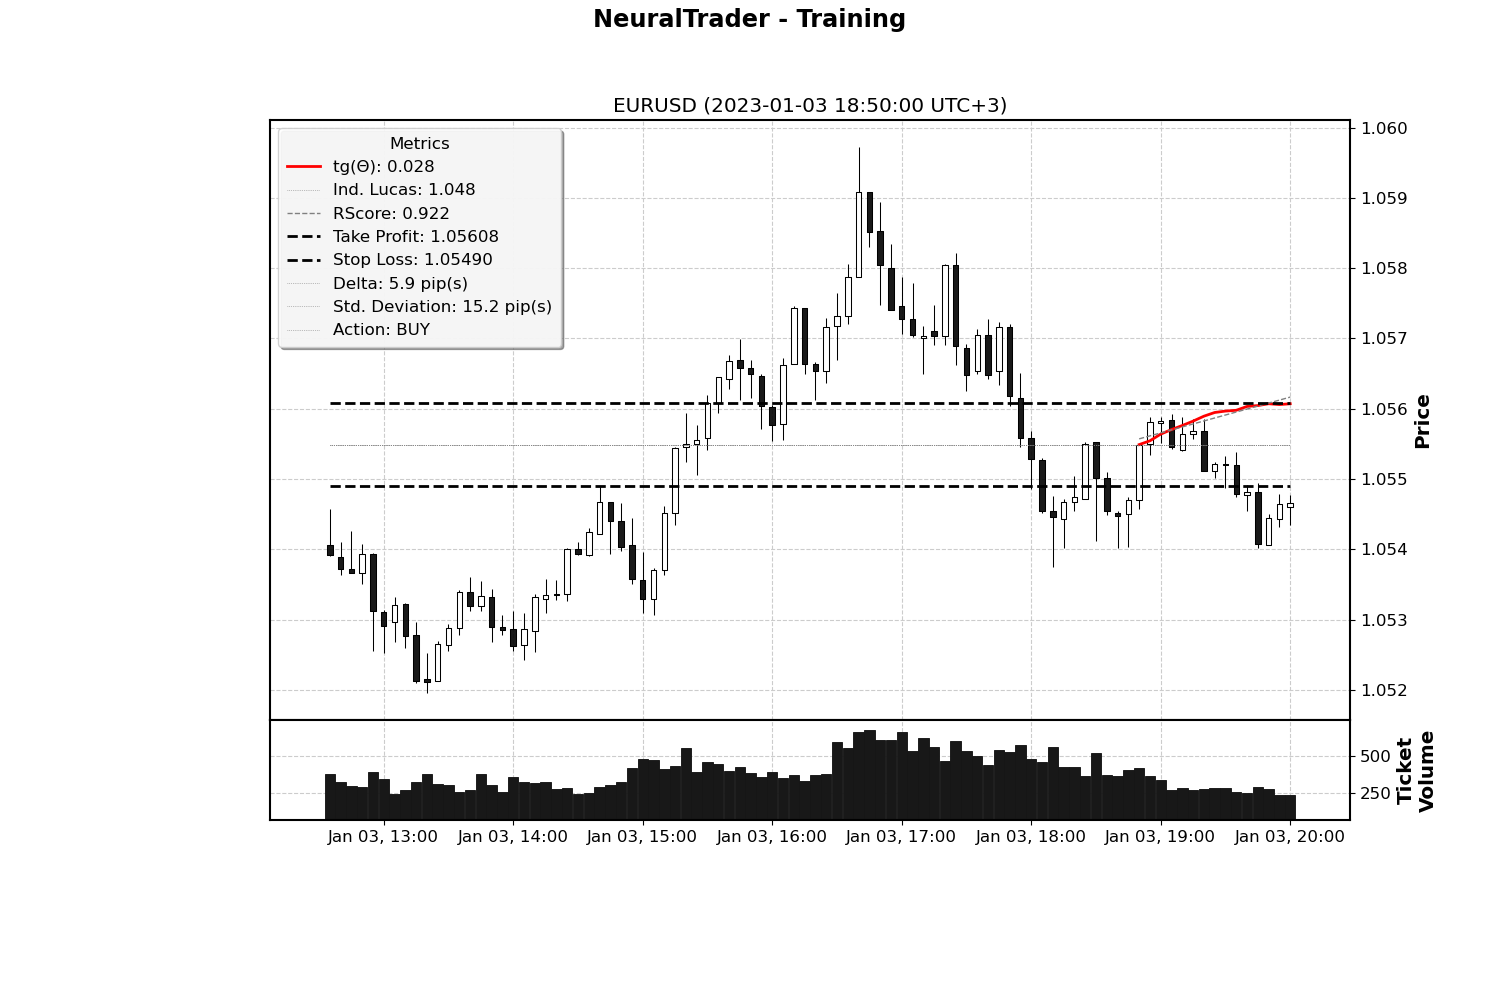 NeuralTrader - Training
EURUSD (2023-01-03 18:50:00 UTC+3)
Metrics
tg(Θ): 0.028
Ind. Lucas: 1.048
RScore: 0.922
Take Profit: 1.05608
Stop Loss: 1.05490
Delta: 5.9 pip(s)
Std. Deviation: 15.2 pip(s)
Action: BUY
1.060
1.059
1.058
1.057
1.056
1.055
1.054
1.053
1.052
Price
500
250
Ticket
Volume
Jan 03, 13:00
Jan 03, 14:00
Jan 03, 15:00
Jan 03, 16:00
Jan 03, 17:00
Jan 03, 18:00
Jan 03, 19:00
Jan 03, 20:00